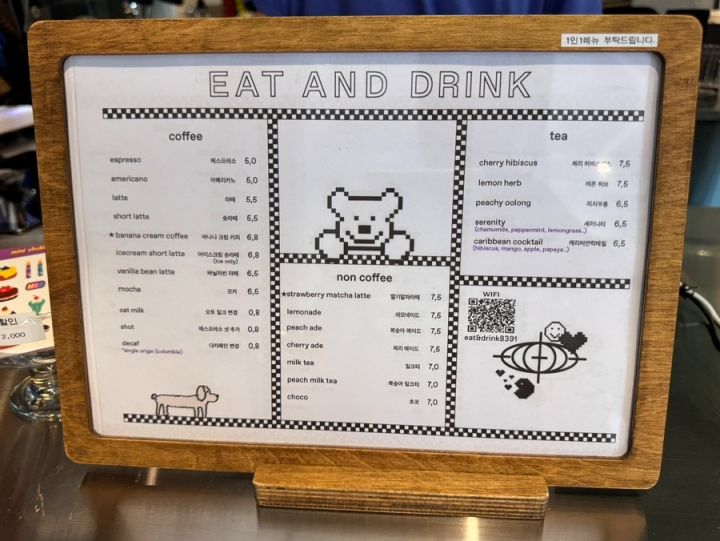 1인1메뉴 부탁드립니다.
EAT AND DRINK
coffee
espresso 에스프레소 5,0
americano 아메리카노 5,0
latte 라떼 5,5
short latte 숏라떼 5,5
★banana cream coffee 바나나 크림 커피 6,8
icecream short latte 아이스크림 숏라떼 6,8
(ice only)
vanilla bean latte 바닐라빈 라떼 6,5
mocha 모카 6,5
oat milk 오트 밀크 변경 0,8
shot 에스프레소 샷 추가 0,8
decaf 디카페인 변경 0,8
*single origin (colombia)
non coffee
★strawberry matcha latte 딸기말차라떼 7,5
lemonade 레모네이드 7,5
peach ade 복숭아 에이드 7,5
cherry ade 체리 에이드 7,5
milk tea 밀크티 7,0
peach milk tea 복숭아 밀크티 7,0
choco 초코 7,0
tea
cherry hibiscus 체리 7,5
lemon herb 레몬 허브 7,5
peachy oolong 피치우롱 6,5
serenity 세러니티 6,5
(chamomile, peppermint, lemongrass..)
caribbean cocktail 캐리비안칵테일 6,5
(hibiscus, mango, apple, papaya..)
WIFI
eat&drink8391
할인
2,000